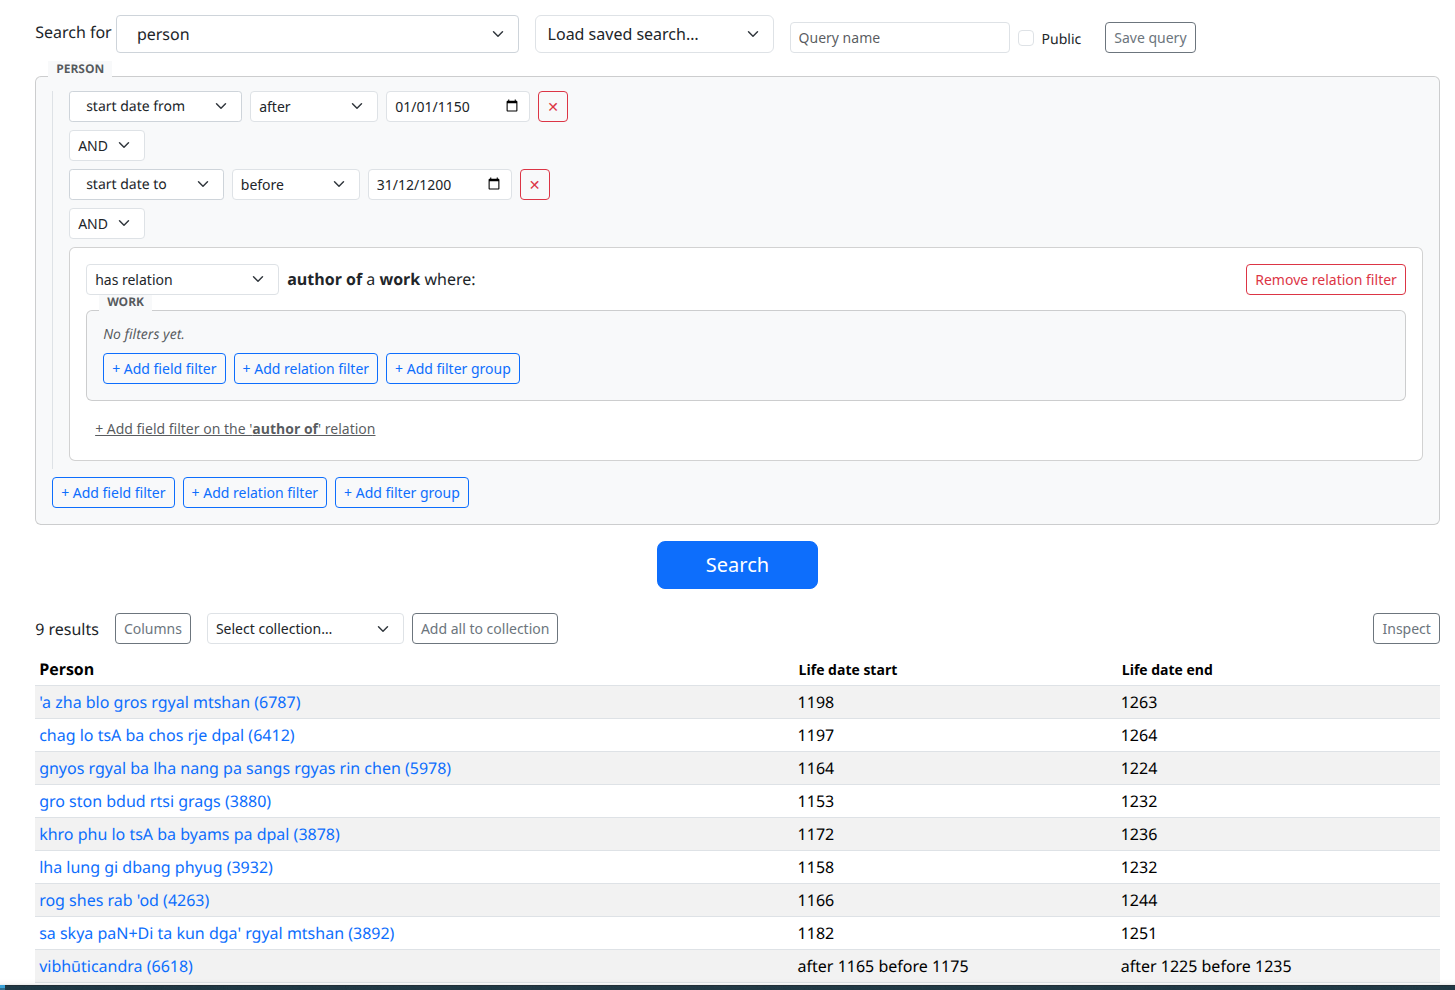 Search for person Load saved search... Query name Public Save query
PERSON
start date from after 01/01/1150 ×
AND
start date to before 31/12/1200 ×
AND
has relation author of a work where: Remove relation filter
WORK
No filters yet.
+ Add field filter + Add relation filter + Add filter group
+ Add field filter on the 'author of' relation
+ Add field filter + Add relation filter + Add filter group
Search
9 results Columns Select collection... Add all to collection Inspect
Person Life date start Life date end
'a zha blo gros rgyal mtshan (6787) 1198 1263
chag lo tsA ba chos rje dpal (6412) 1197 1264
gnyos rgyal ba lha nang pa sangs rgyas rin chen (5978) 1164 1224
gro ston bdud rtsi grags (3880) 1153 1232
khro phu lo tsA ba byams pa dpal (3878) 1172 1236
lha lung gi dbang phyug (3932) 1158 1232
rog shes rab 'od (4263) 1166 1244
sa skya paN+Di ta kun dga' rgyal mtshan (3892) 1182 1251
vibhūticandra (6618) after 1165 before 1175 after 1225 before 1235